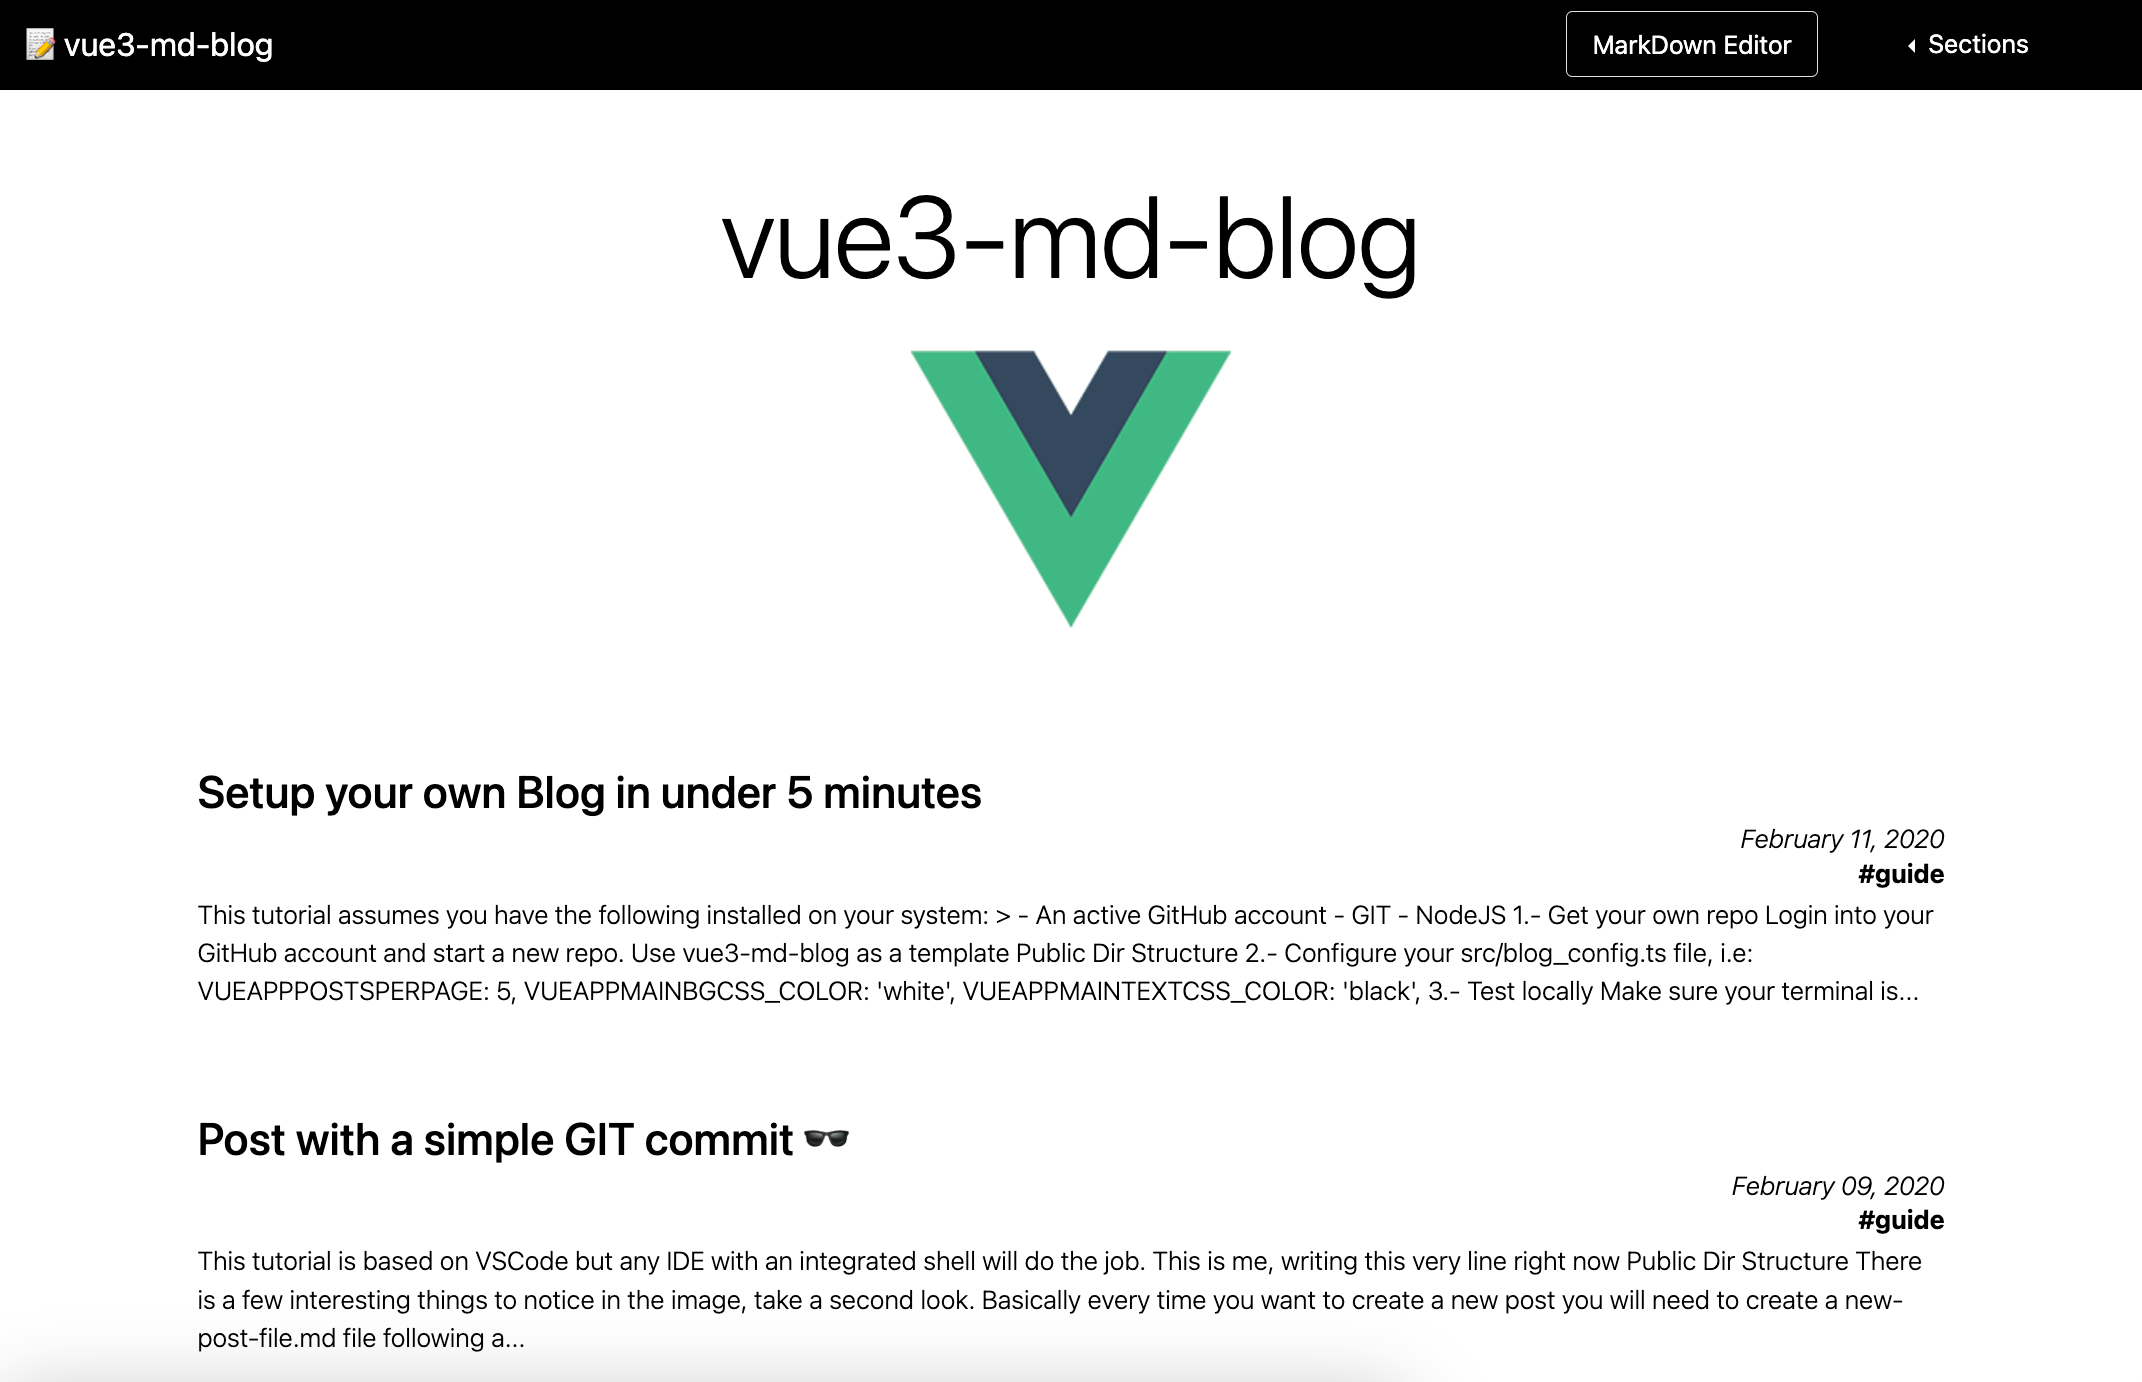 📝 vue3-md-blog
MarkDown Editor
Sections
vue3-md-blog
Setup your own Blog in under 5 minutes
February 11, 2020
#guide
This tutorial assumes you have the following installed on your system: > - An active GitHub account - GIT - NodeJS 1.- Get your own repo Login into your
GitHub account and start a new repo. Use vue3-md-blog as a template Public Dir Structure 2.- Configure your src/blog_config.ts file, i.e:
VUEAPPPOSTSPERPAGE: 5, VUEAPPMAINBGCSS_COLOR: 'white', VUEAPPMAINTEXTCSS_COLOR: 'black', 3.- Test locally Make sure your terminal is...
Post with a simple GIT commit 🕶️
February 09, 2020
#guide
This tutorial is based on VSCode but any IDE with an integrated shell will do the job. This is me, writing this very line right now Public Dir Structure There
is a few interesting things to notice in the image, take a second look. Basically every time you want to create a new post you will need to create a new-
post-file.md file following a...